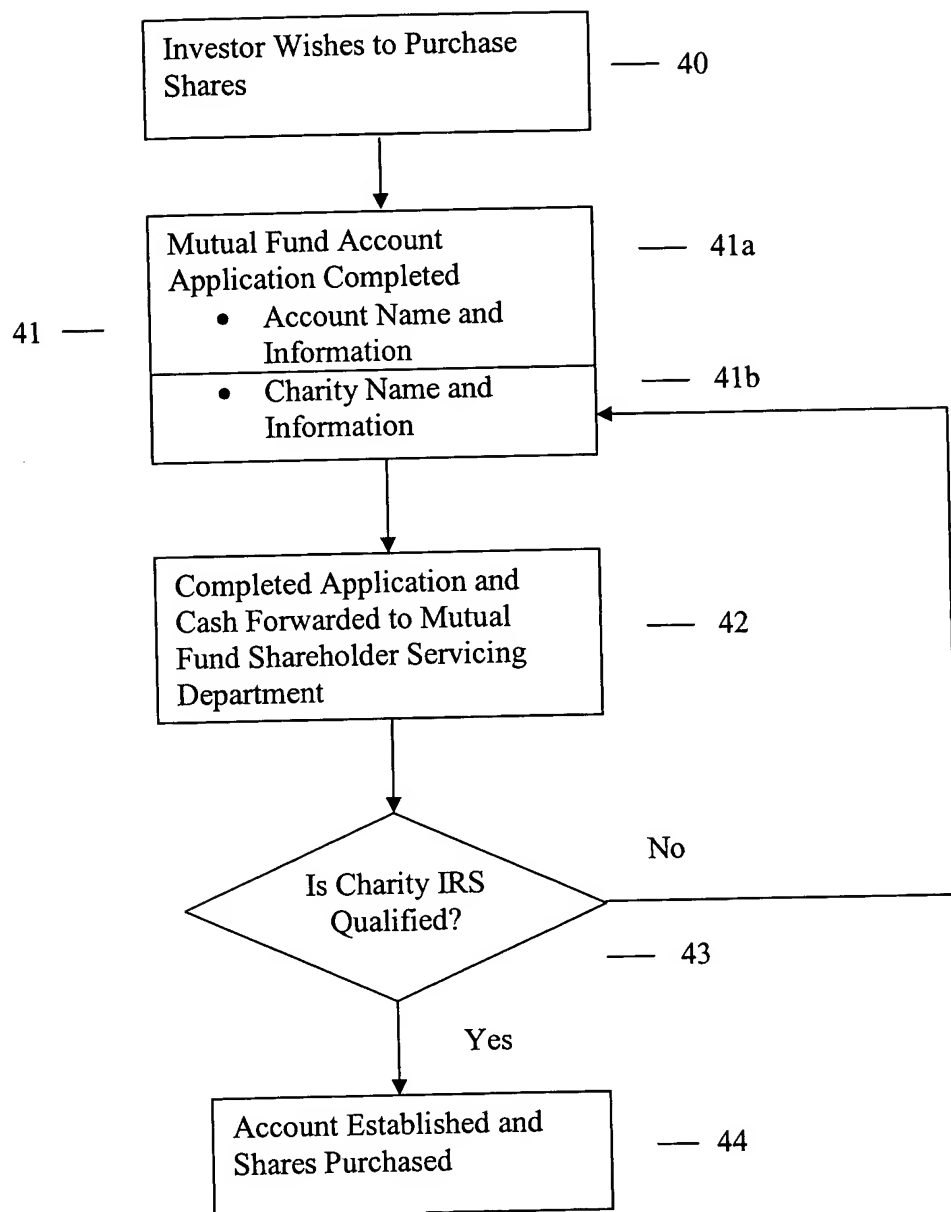 Investor Wishes to Purchase
Shares
40
Mutual Fund Account
Application Completed
• Account Name and
Information
41a
41
• Charity Name and
Information
41b
Completed Application and
Cash Forwarded to Mutual
Fund Shareholder Servicing
Department
42
Is Charity IRS
Qualified?
No
43
Yes
Account Established and
Shares Purchased
44